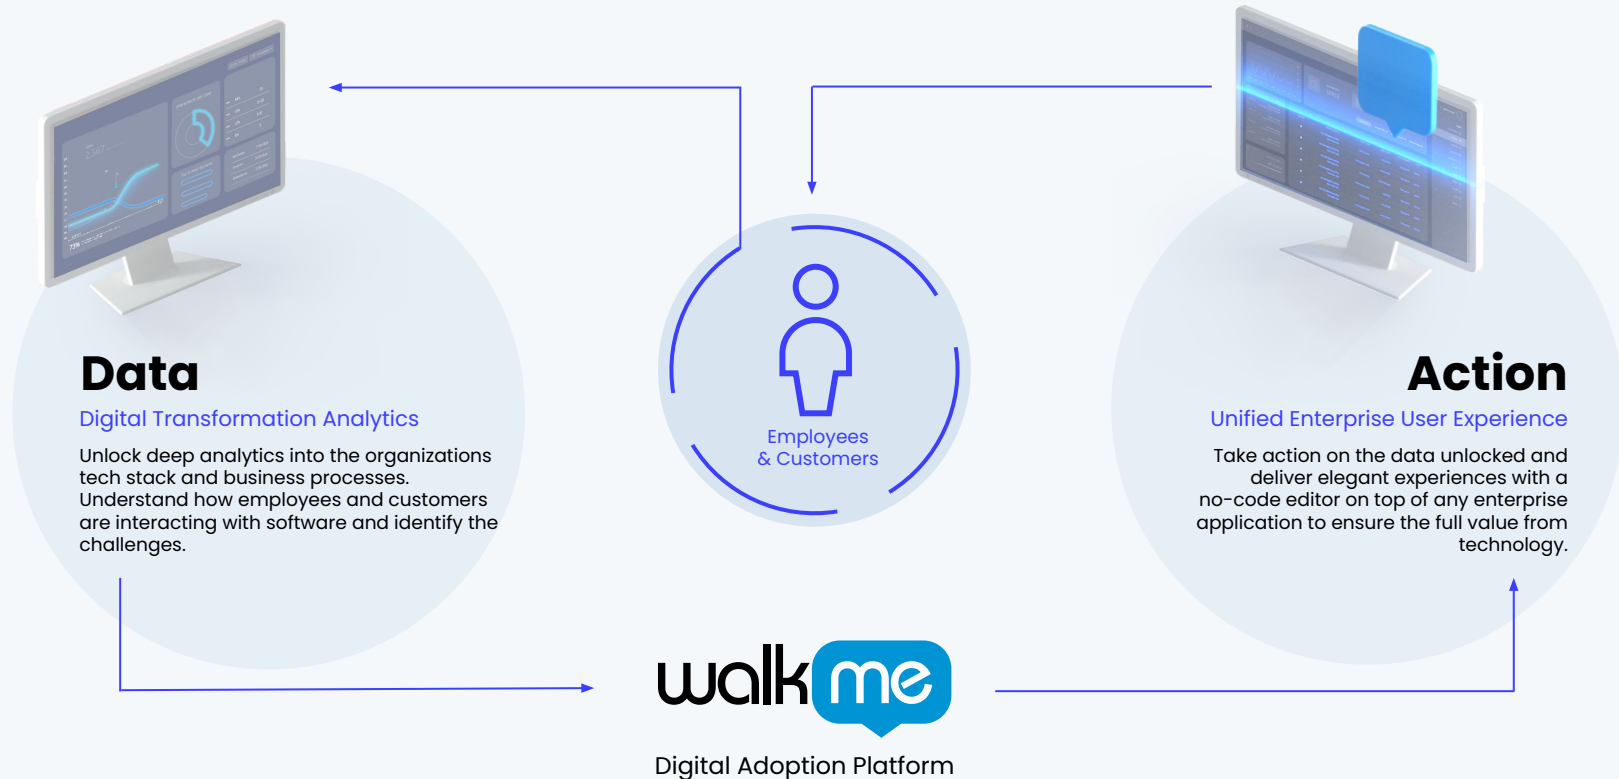 Data
Digital Transformation Analytics
Unlock deep analytics into the organizations
tech stack and business processes.
Understand how employees and customers
are interacting with software and identify the
challenges.
Employees
& Customers
Action
Unified Enterprise User Experience
Take action on the data unlocked and
deliver elegant experiences with a
no-code editor on top of any enterprise
application to ensure the full value from
technology.
walkme
Digital Adoption Platform
2,567
73%